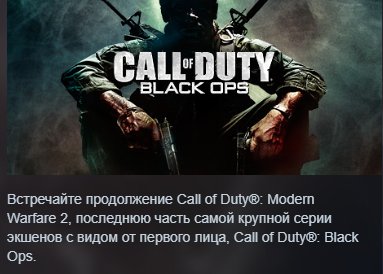 CALL OF DUTY
BLACK OPS
Встречайте продолжение Call of Duty®: Modern
Warfare 2, последнюю часть самой крупной серии
экшенов с видом от первого лица, Call of Duty®: Black
Ops.